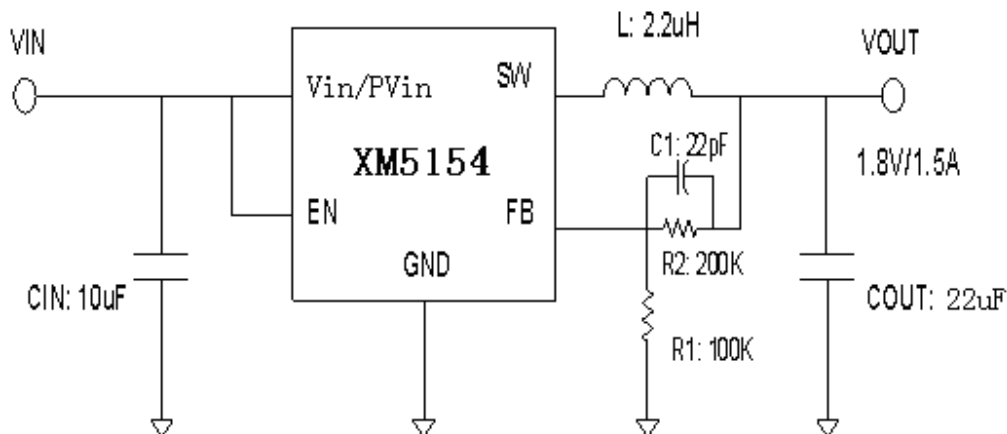 VIN
L: 2.2uH
VOUT
Vin/PVin
SW
C1: 22pF
XM5154
1.8V/1.5A
EN
FB
GND
R2: 200K
CIN: 10uF
COUT: 22uF
R1: 100K